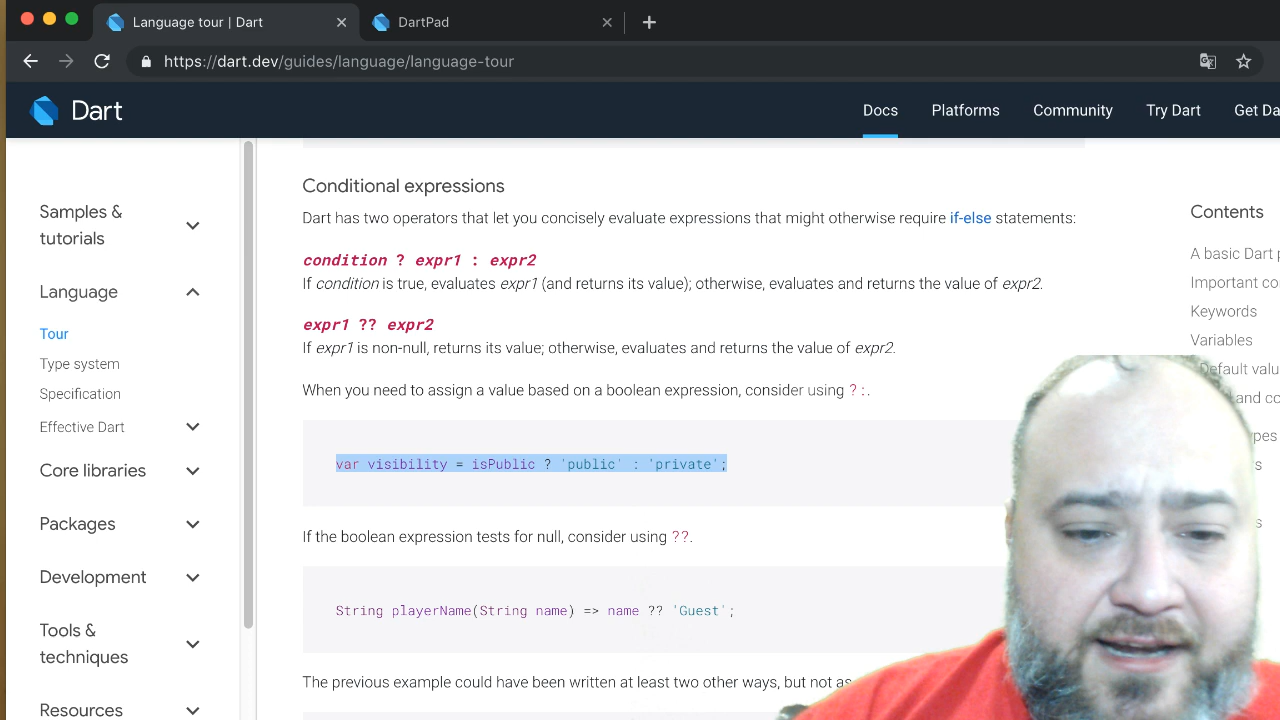 Language tour | Dart
DartPad
https://dart.dev/guides/language/language-tour
Dart
Docs
Platforms
Community
Try Dart
Get Da
Samples &
tutorials
Language
Tour
Type system
Specification
Effective Dart
Core libraries
Packages
Development
Tools &
techniques
Resources
Conditional expressions
Dart has two operators that let you concisely evaluate expressions that might otherwise require if-else statements:
condition ? expr1 : expr2
If condition is true, evaluates expr1 (and returns its value); otherwise, evaluates and returns the value of expr2.
expr1 ?? expr2
If expr1 is non-null, returns its value; otherwise, evaluates and returns the value of expr2.
When you need to assign a value based on a boolean expression, consider using ?:.
var visibility = isPublic ? 'public' : 'private';
If the boolean expression tests for null, consider using ??.
String playerName(String name) => name ?? 'Guest';
The previous example could have been written at least two other ways, but not as
Contents
A basic Dart p
Important co
Keywords
Variables
Default valu
and co
pes
s
s